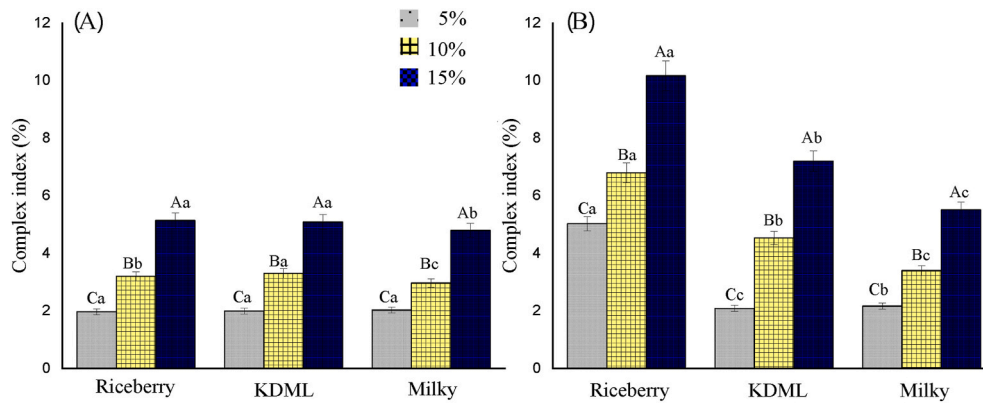 (A)
5%
10%
15%
Complex index (%)
12
10
8
6
4
2
0
Ca
Bb
Aa
Ca
Ba
Aa
Ca
Bc
Ab
Riceberry
KDML
Milky
(B)
Complex index (%)
12
10
8
6
4
2
0
Ca
Ba
Aa
Cc
Bb
Ab
Cb
Bc
Ac
Riceberry
KDML
Milky